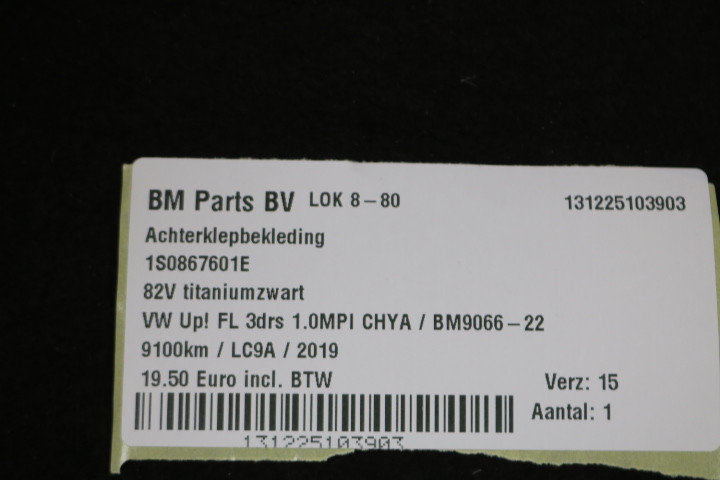 BM Parts BV LOK 8-80 131225103903
Achterklepbekleding
1S0867601E
82V titaniumzwart
VW Up! FL 3drs 1.0MPI CHYA / BM9066-22
9100km / LC9A / 2019
19.50 Euro incl. BTW Verz: 15
Aantal: 1
131225103903